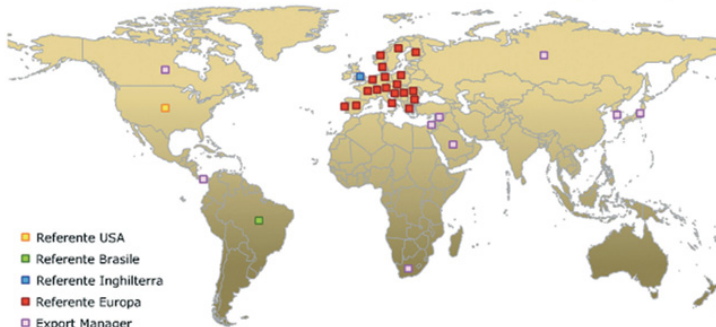 Referente USA
Referente Brasile
Referente Inghilterra
Referente Europa
Export Manager